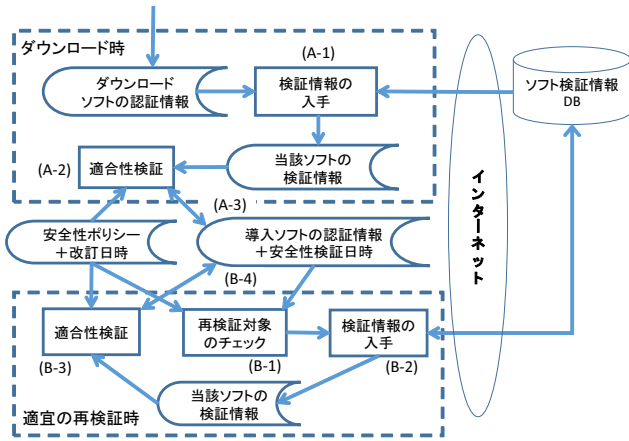 ダウンロード時
(A-1)
ダウンロード
ソフトの認証情報
検証情報の
入手
ソフト検証情報
DB
(A-2)
適合性検証
当該ソフトの
検証情報
インターネット
(A-3)
安全性ポリシー
＋改訂日時
導入ソフトの認証情報
＋安全性検証日時
(B-4)
適合性検証
再検証対象
のチェック
検証情報の
入手
(B-3)
(B-1)
(B-2)
当該ソフトの
検証情報
適宜の再検証時